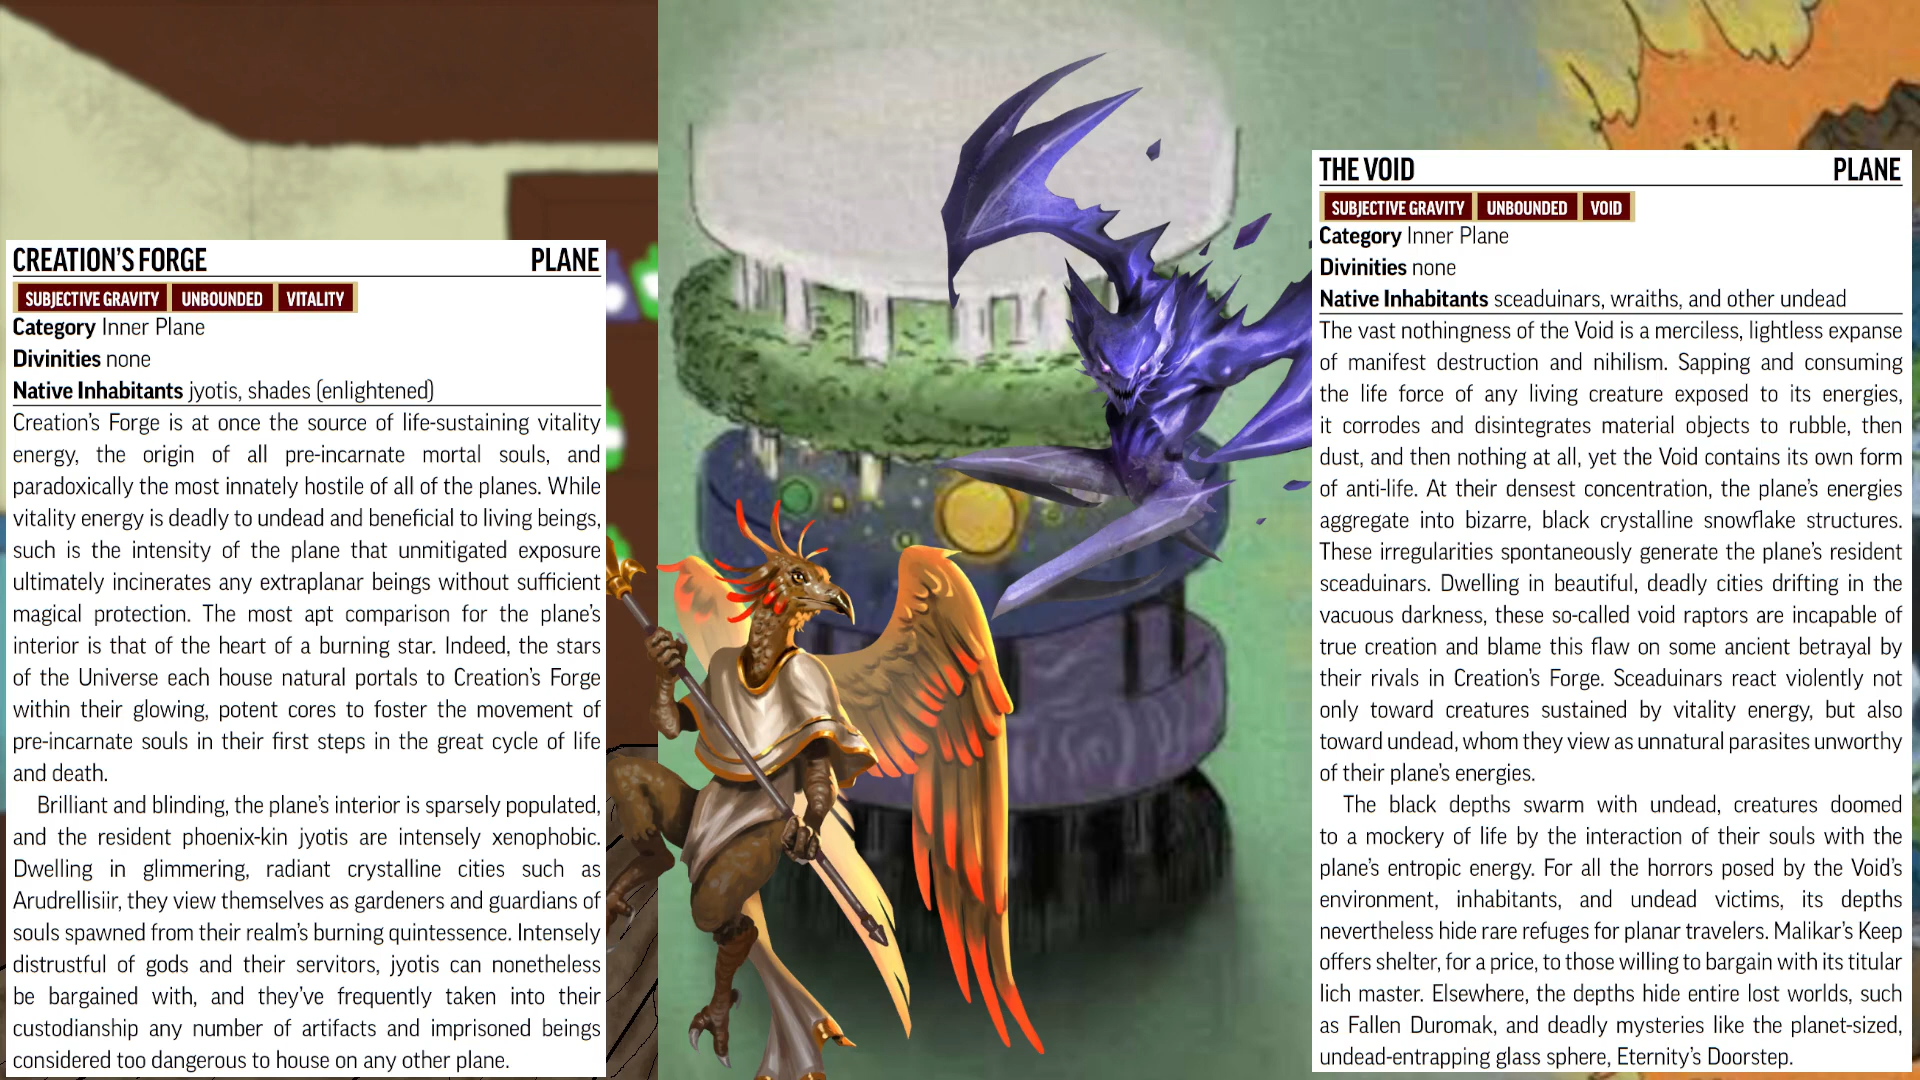 CREATION'S FORGE PLANE
SUBJECTIVE GRAVITY UNBOUNDED VITALITY
Category Inner Plane
Divinities none
Native Inhabitants jyotis, shades (enlightened)
Creation's Forge is at once the source of life-sustaining vitality
energy, the origin of all pre-incarnate mortal souls, and
paradoxically the most innately hostile of all of the planes. While
vitality energy is deadly to undead and beneficial to living beings,
such is the intensity of the plane that unmitigated exposure
ultimately incinerates any extraplanar beings without sufficient
magical protection. The most apt comparison for the plane's
interior is that of the heart of a burning star. Indeed, the stars
of the Universe each house natural portals to Creation's Forge
within their glowing, potent cores to foster the movement of
pre-incarnate souls in their first steps in the great cycle of life
and death.
Brilliant and blinding, the plane's interior is sparsely populated,
and the resident phoenix-kin jyotis are intensely xenophobic.
Dwelling in glimmering, radiant crystalline cities such as
Arudrellisiir, they view themselves as gardeners and guardians of
souls spawned from their realm's burning quintessence. Intensely
distrustful of gods and their servitors, jyotis can nonetheless
be bargained with, and they've frequently taken into their
custodianship any number of artifacts and imprisoned beings
considered too dangerous to house on any other plane.
THE VOID PLANE
SUBJECTIVE GRAVITY UNBOUNDED VOID
Category Inner Plane
Divinities none
Native Inhabitants sceaduinars, wraiths, and other undead
The vast nothingness of the Void is a merciless, lightless expanse
of manifest destruction and nihilism. Sapping and consuming
the life force of any living creature exposed to its energies,
it corrodes and disintegrates material objects to rubble, then
dust, and then nothing at all, yet the Void contains its own form
of anti-life. At their densest concentration, the plane's energies
aggregate into bizarre, black crystalline snowflake structures.
These irregularities spontaneously generate the plane's resident
sceaduinars. Dwelling in beautiful, deadly cities drifting in the
vacuous darkness, these so-called void raptors are incapable of
true creation and blame this flaw on some ancient betrayal by
their rivals in Creation's Forge. Sceaduinars react violently not
only toward creatures sustained by vitality energy, but also
toward undead, whom they view as unnatural parasites unworthy
of their plane's energies.
The black depths swarm with undead, creatures doomed
to a mockery of life by the interaction of their souls with the
plane's entropic energy. For all the horrors posed by the Void's
environment, inhabitants, and undead victims, its depths
nevertheless hide rare refuges for planar travelers. Malikar's Keep
offers shelter, for a price, to those willing to bargain with its titular
lich master. Elsewhere, the depths hide entire lost worlds, such
as Fallen Duromak, and deadly mysteries like the planet-sized,
undead-entrapping glass sphere, Eternity's Doorstep.